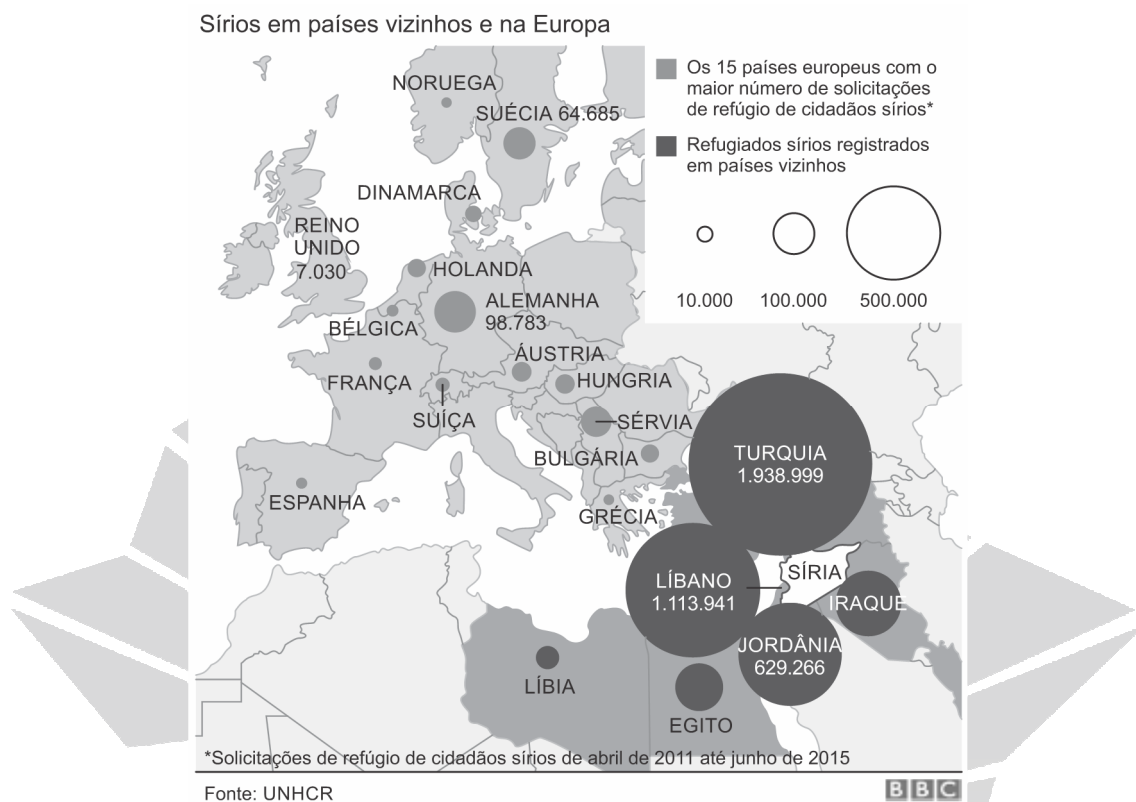 Sírios em países vizinhos e na Europa
Os 15 países europeus com o
maior número de solicitações
de refúgio de cidadãos sírios*
Refugiados sírios registrados
em países vizinhos
10.000
100.000
500.000
NORUEGA
SUÉCIA 64.685
DINAMARCA
REINO
UNIDO
7.030
HOLANDA
ALEMANHA
98.783
BÉLGICA
ÁUSTRIA
FRANÇA
HUNGRIA
SUÍÇA
SÉRVIA
BULGÁRIA
ESPANHA
GRÉCIA
TURQUIA
1.938.999
LÍBANO
1.113.941
SÍRIA
IRAQUE
JORDÂNIA
629.266
LÍBIA
EGITO
*Solicitações de refúgio de cidadãos sírios de abril de 2011 até junho de 2015
Fonte: UNHCR
BBC